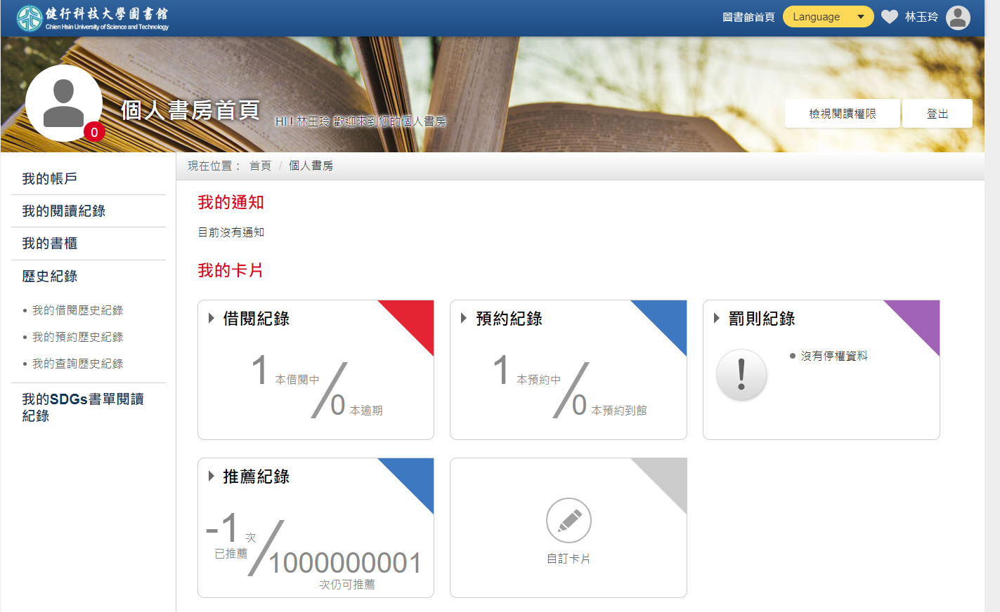 健行科技大學圖書館
Chien Hsin University of Science and Technology
圖書館首頁
Language
林玉玲
0
個人書房首頁
HI ! 林玉玲 歡迎來到您的個人書房
檢視閱讀權限
登出
現在位置： 首頁 / 個人書房
我的帳戶
我的閱讀紀錄
我的書櫃
歷史紀錄
• 我的借閱歷史紀錄
• 我的預約歷史紀錄
• 我的查詢歷史紀錄
我的SDGs書單閱讀
紀錄
我的通知
目前沒有通知
我的卡片
借閱紀錄
1 本借閱中
0 本逾期
預約紀錄
1 本預約中
0 本預約到館
罰則紀錄
• 沒有停權資料
推薦紀錄
-1 次
已推薦
1000000001
次仍可推薦
自訂卡片